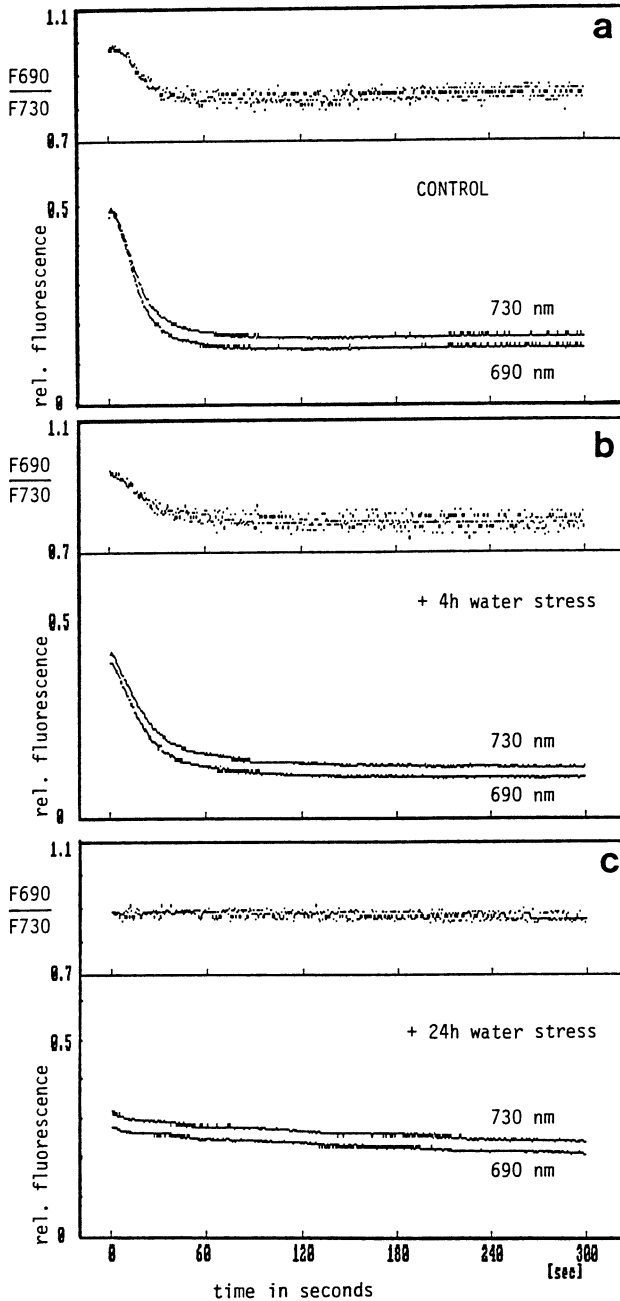 1.1
a
F690
F730
0.7
CONTROL
0.5
rel. fluorescence
730 nm
690 nm
0
1.1
b
F690
F730
0.7
+ 4h water stress
0.5
rel. fluorescence
730 nm
690 nm
0
1.1
c
F690
F730
0.7
+ 24h water stress
0.5
rel. fluorescence
730 nm
690 nm
0
0 60 120 180 240 300
[sec]
time in seconds